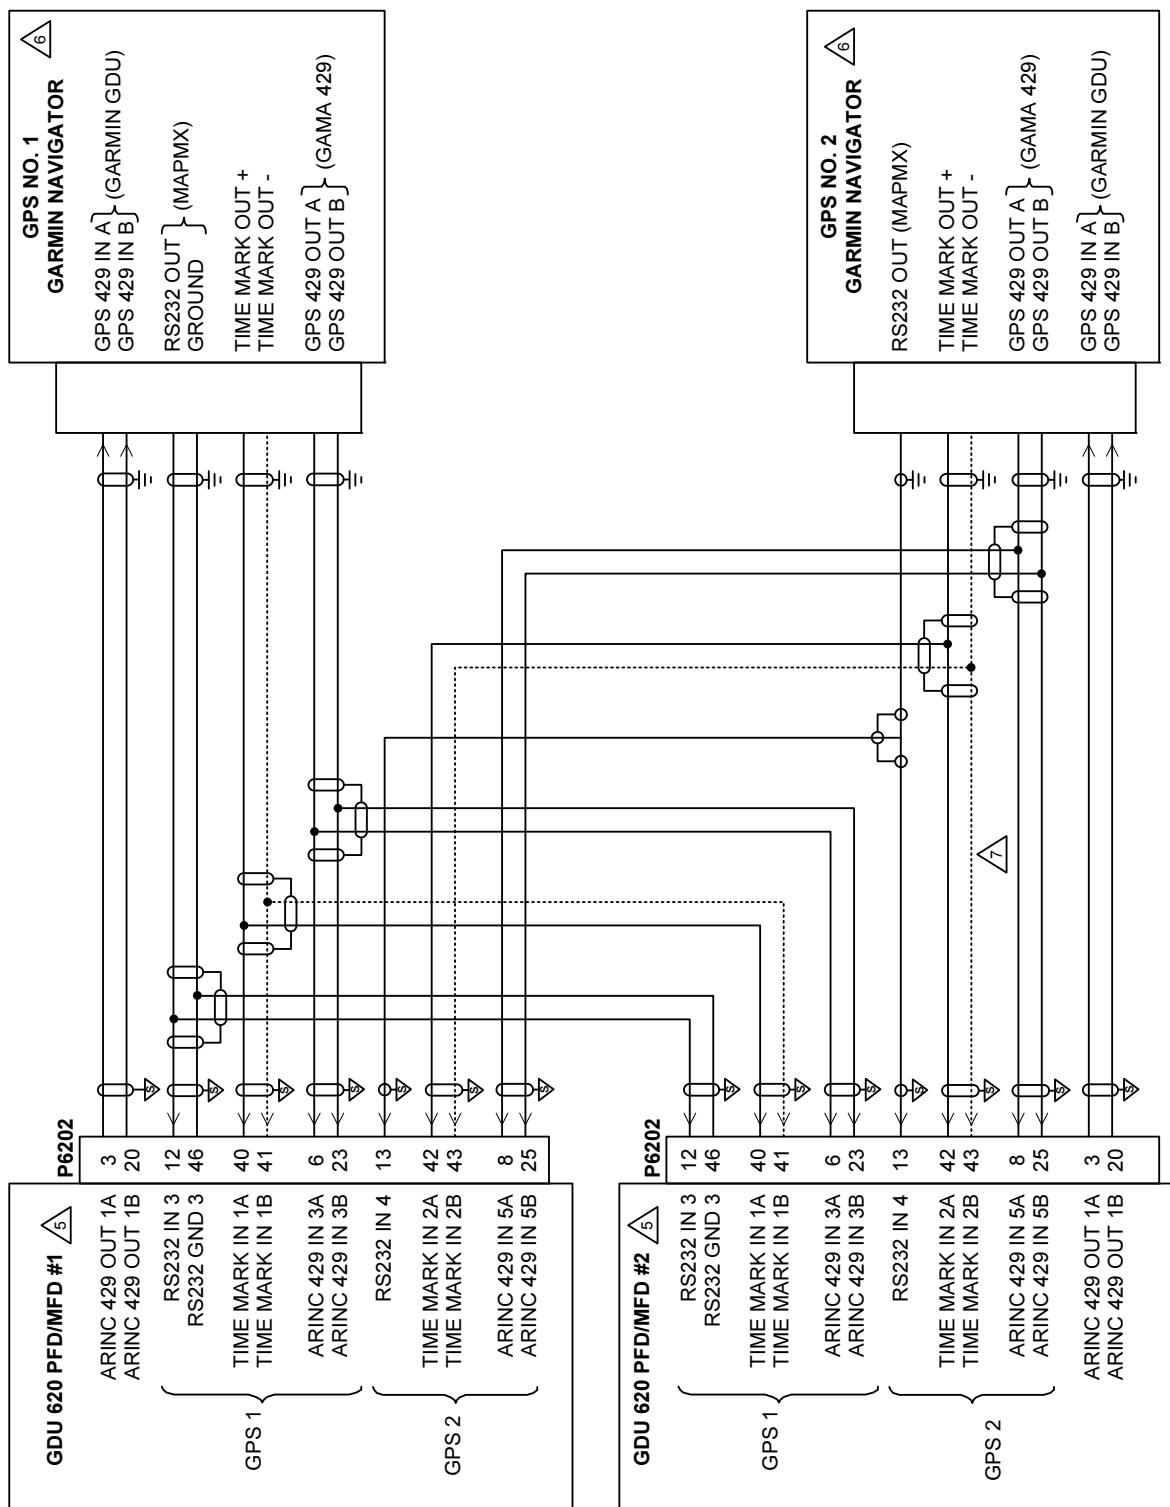 GDU 620 PFD/MFD #1
5
P6202
ARINC 429 OUT 1A 3
ARINC 429 OUT 1B 20
RS232 IN 3 12
RS232 GND 3 46
TIME MARK IN 1A 40
TIME MARK IN 1B 41
ARINC 429 IN 3A 6
ARINC 429 IN 3B 23
GPS 1
RS232 IN 4 13
TIME MARK IN 2A 42
TIME MARK IN 2B 43
ARINC 429 IN 5A 8
ARINC 429 IN 5B 25
GPS 2
S
S
S
S
S
S
S
GPS NO. 1
GARMIN NAVIGATOR
6
GPS 429 IN A
GPS 429 IN B
(GARMIN GDU)
RS232 OUT
GROUND
(MAPMX)
TIME MARK OUT +
TIME MARK OUT -
GPS 429 OUT A
GPS 429 OUT B
(GAMA 429)
GDU 620 PFD/MFD #2
5
P6202
RS232 IN 3 12
RS232 GND 3 46
TIME MARK IN 1A 40
TIME MARK IN 1B 41
ARINC 429 IN 3A 6
ARINC 429 IN 3B 23
GPS 1
RS232 IN 4 13
TIME MARK IN 2A 42
TIME MARK IN 2B 43
ARINC 429 IN 5A 8
ARINC 429 IN 5B 25
GPS 2
ARINC 429 OUT 1A 3
ARINC 429 OUT 1B 20
S
S
S
S
S
S
S
7
GPS NO. 2
GARMIN NAVIGATOR
6
RS232 OUT (MAPMX)
TIME MARK OUT +
TIME MARK OUT -
GPS 429 OUT A
GPS 429 OUT B
(GAMA 429)
GPS 429 IN A
GPS 429 IN B
(GARMIN GDU)